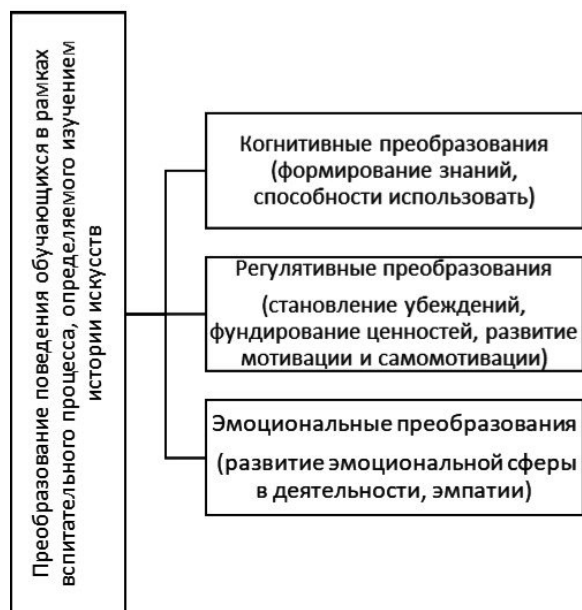 Преобразование поведения обучающихся в рамках
вспитательного процесса, определяемого изучением
истории искусств
Когнитивные преобразования
(формирование знаний,
способности использовать)
Регулятивные преобразования
(становление убеждений,
фундирование ценностей, развитие
мотивации и самомотивации)
Эмоциональные преобразования
(развитие эмоциональной сферы
в деятельности, эмпатии)